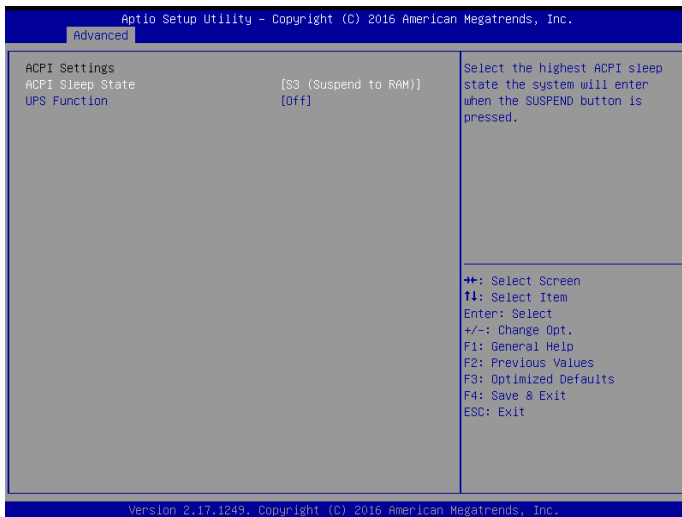 Aptio Setup Utility – Copyright (C) 2016 American Megatrends, Inc.
Advanced
ACPI Settings
ACPI Sleep State [S3 (Suspend to RAM)]
UPS Function [Off]
Select the highest ACPI sleep
state the system will enter
when the SUSPEND button is
pressed.
→←: Select Screen
↑↓: Select Item
Enter: Select
+/-: Change Opt.
F1: General Help
F2: Previous Values
F3: Optimized Defaults
F4: Save & Exit
ESC: Exit
Version 2.17.1249. Copyright (C) 2016 American Megatrends, Inc.